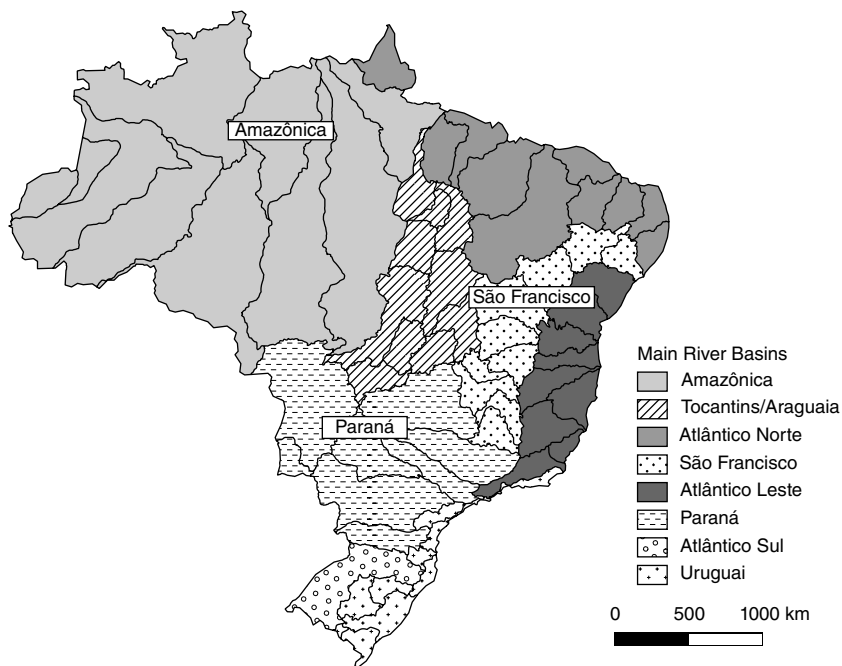 Amazônica
São Francisco
Paraná
Main River Basins
Amazônica
Tocantins/Araguaia
Atlântico Norte
São Francisco
Atlântico Leste
Paraná
Atlântico Sul
Uruguai
0 500 1000 km